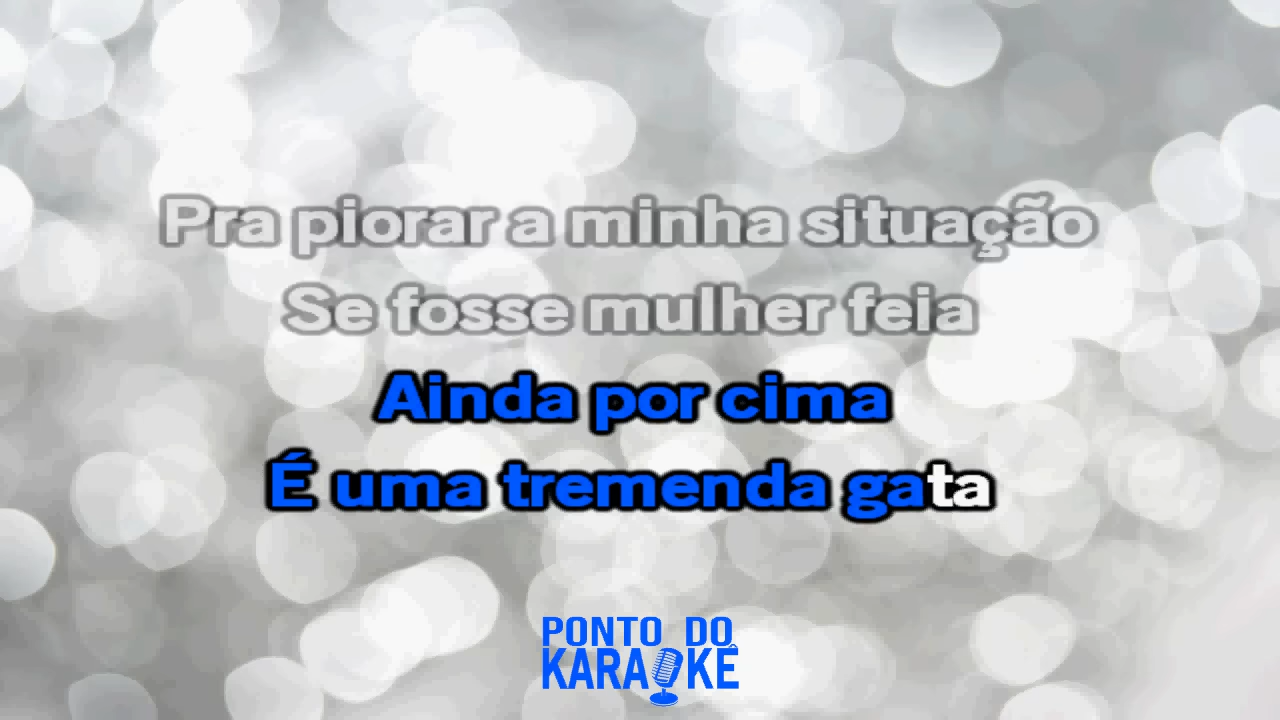 Pra piorar a minha situação
Se fosse mulher feia
Ainda por cima
É uma tremenda gata
PONTO DO
KARAOKÊ